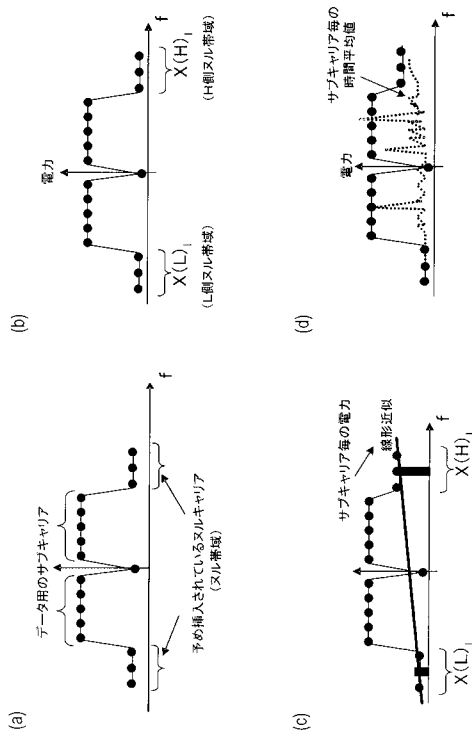 (a)
データ用のサブキャリア
f
予め挿入されているヌルキャリア
(ヌル帯域)
(b)
電力
f
X(L)l
(L側ヌル帯域)
X(H)l
(H側ヌル帯域)
(c)
サブキャリア毎の電力
線形近似
f
X(L)l
X(H)l
(d)
電力
サブキャリア毎の
時間平均値
f